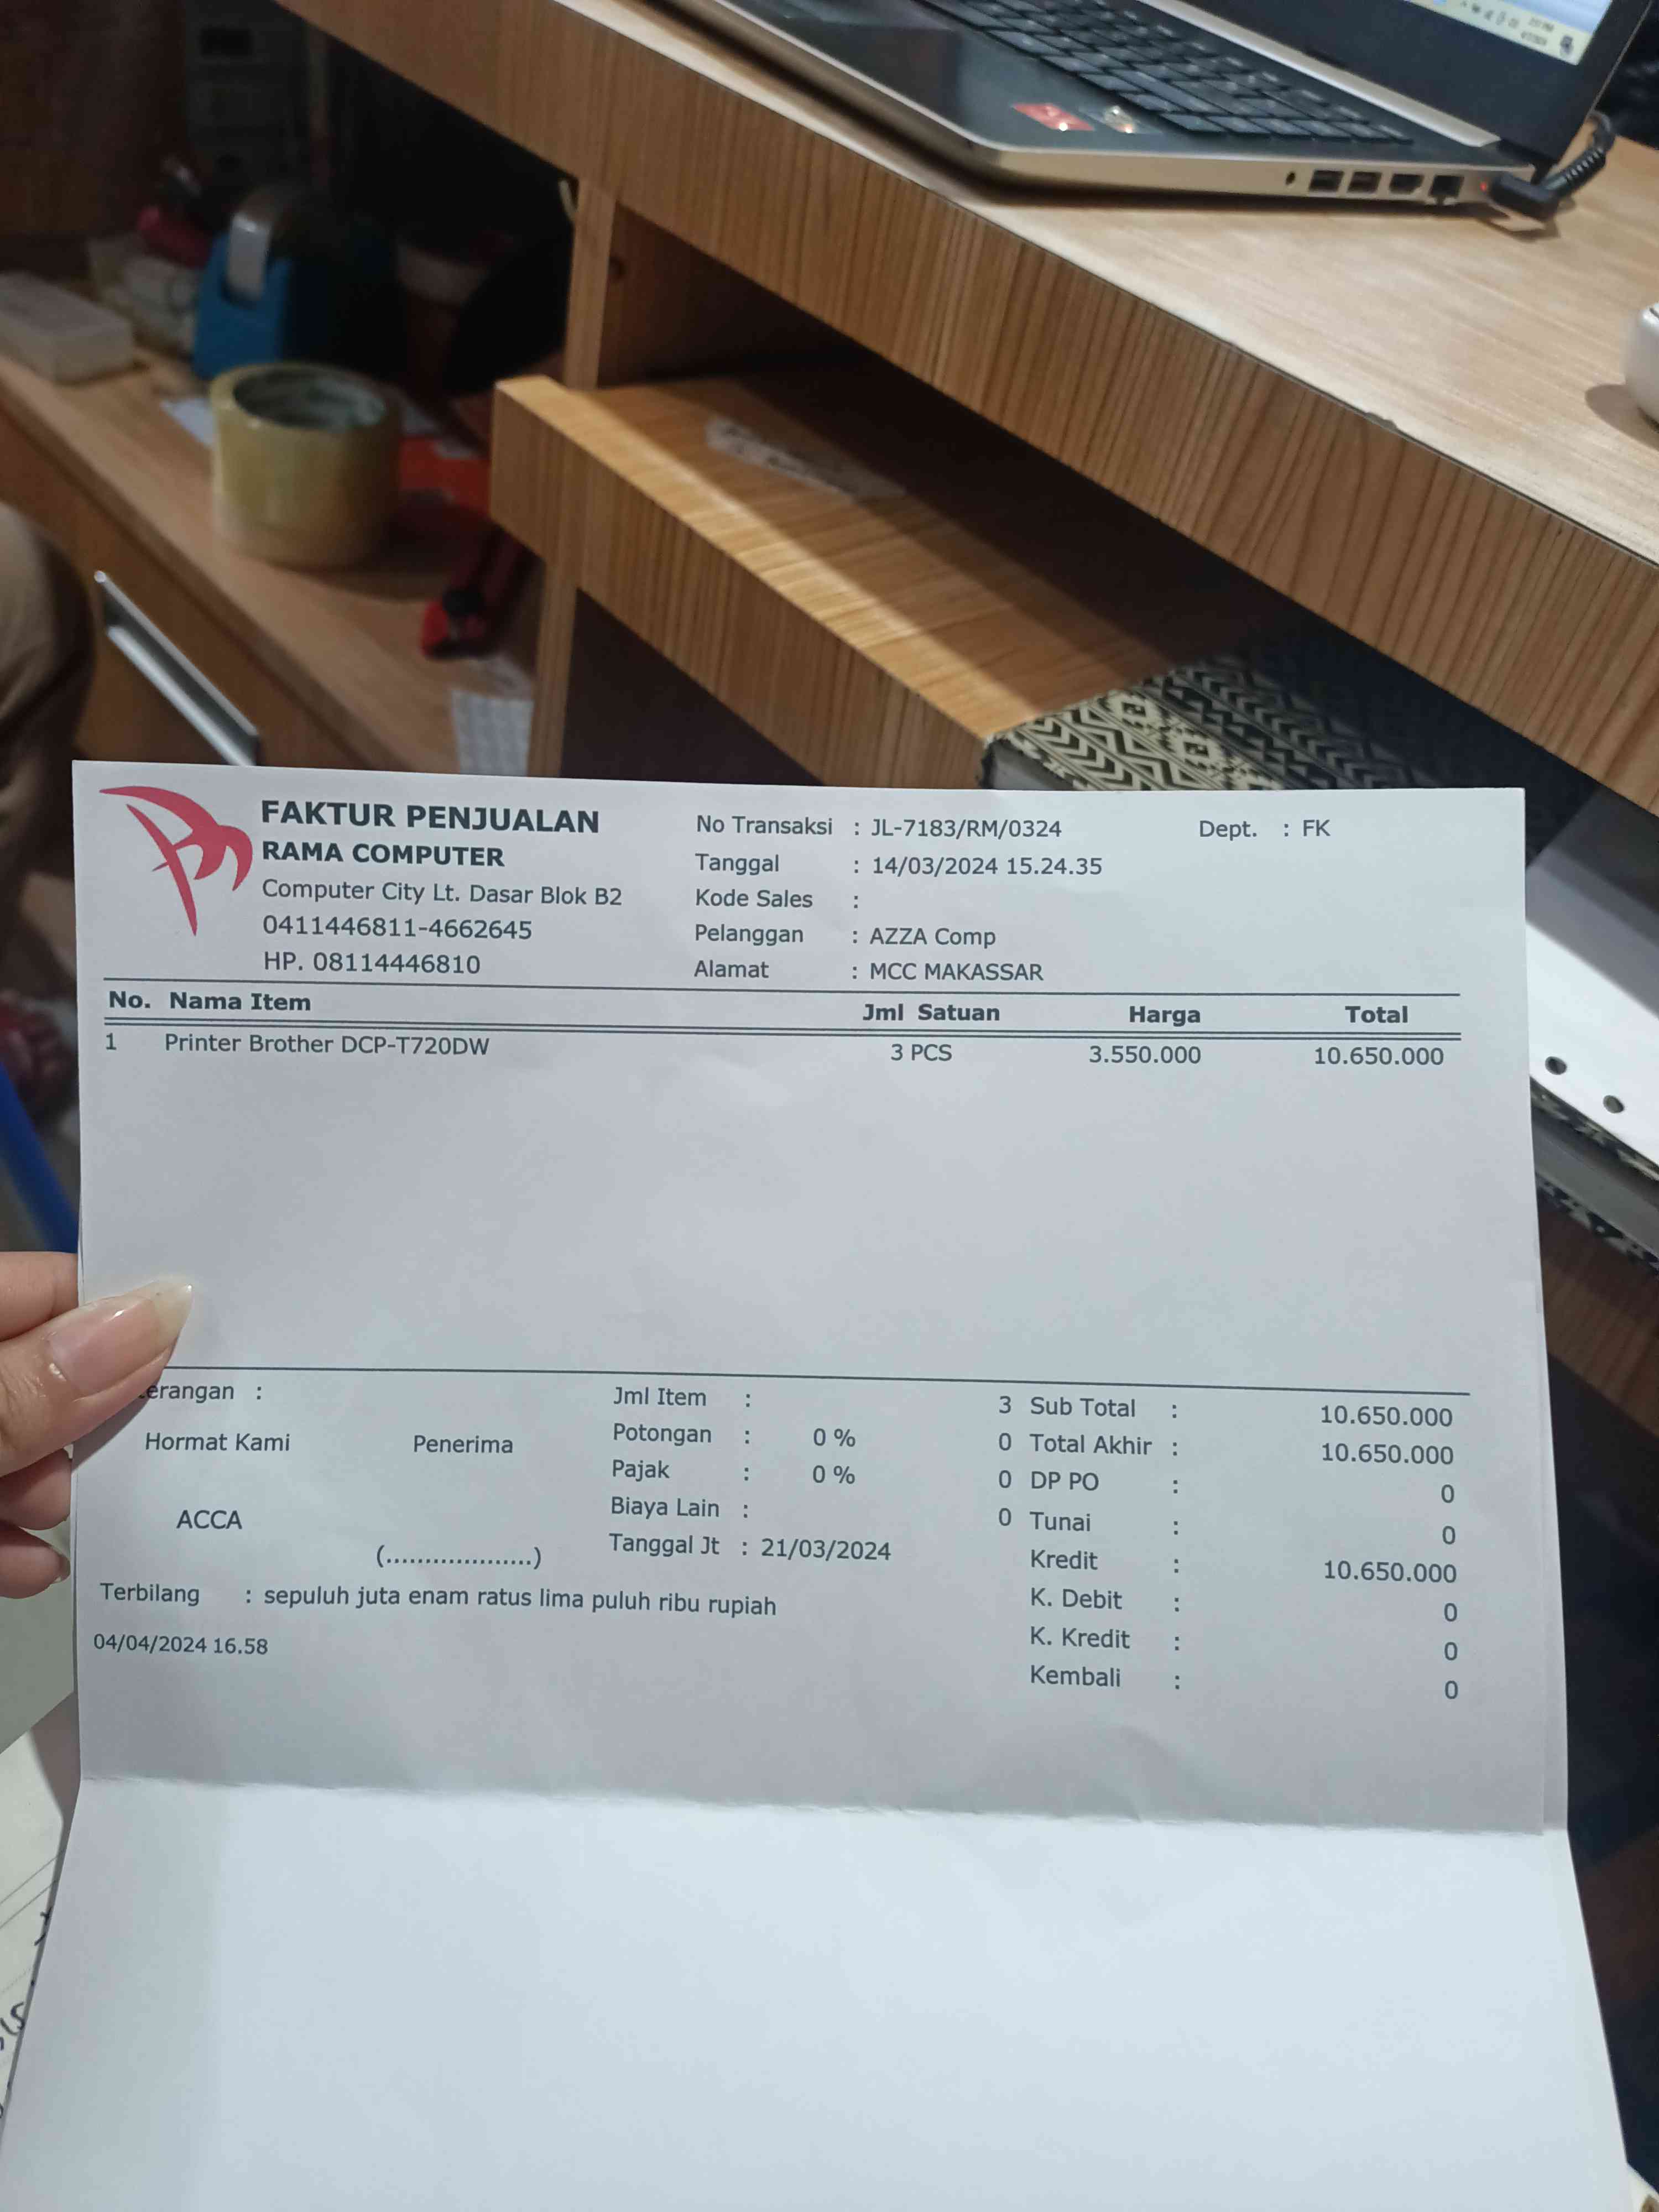 FAKTUR PENJUALAN
RAMA COMPUTER
Computer City Lt. Dasar Blok B2
0411446811-4662645
HP. 08114446810
No Transaksi : JL-7183/RM/0324
Tanggal : 14/03/2024 15.24.35
Kode Sales :
Pelanggan : AZZA Comp
Alamat : MCC MAKASSAR
Dept. : FK
No. Nama Item Jml Satuan Harga Total
1 Printer Brother DCP-T720DW 3 PCS 3.550.000 10.650.000
erangan :
Hormat Kami Penerima
ACCA
(...................)
Jml Item : 3
Potongan : 0 % 0
Pajak : 0 % 0
Biaya Lain : 0
Tanggal Jt : 21/03/2024
Sub Total : 10.650.000
Total Akhir : 10.650.000
DP PO : 0
Tunai : 0
Kredit : 10.650.000
K. Debit : 0
K. Kredit : 0
Kembali : 0
Terbilang : sepuluh juta enam ratus lima puluh ribu rupiah
04/04/2024 16.58